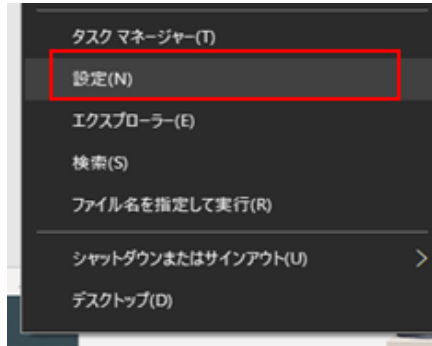 タスク マネージャー(T)
設定(N)
エクスプローラー(E)
検索(S)
ファイル名を指定して実行(R)
シャットダウンまたはサインアウト(U)
デスクトップ(D)